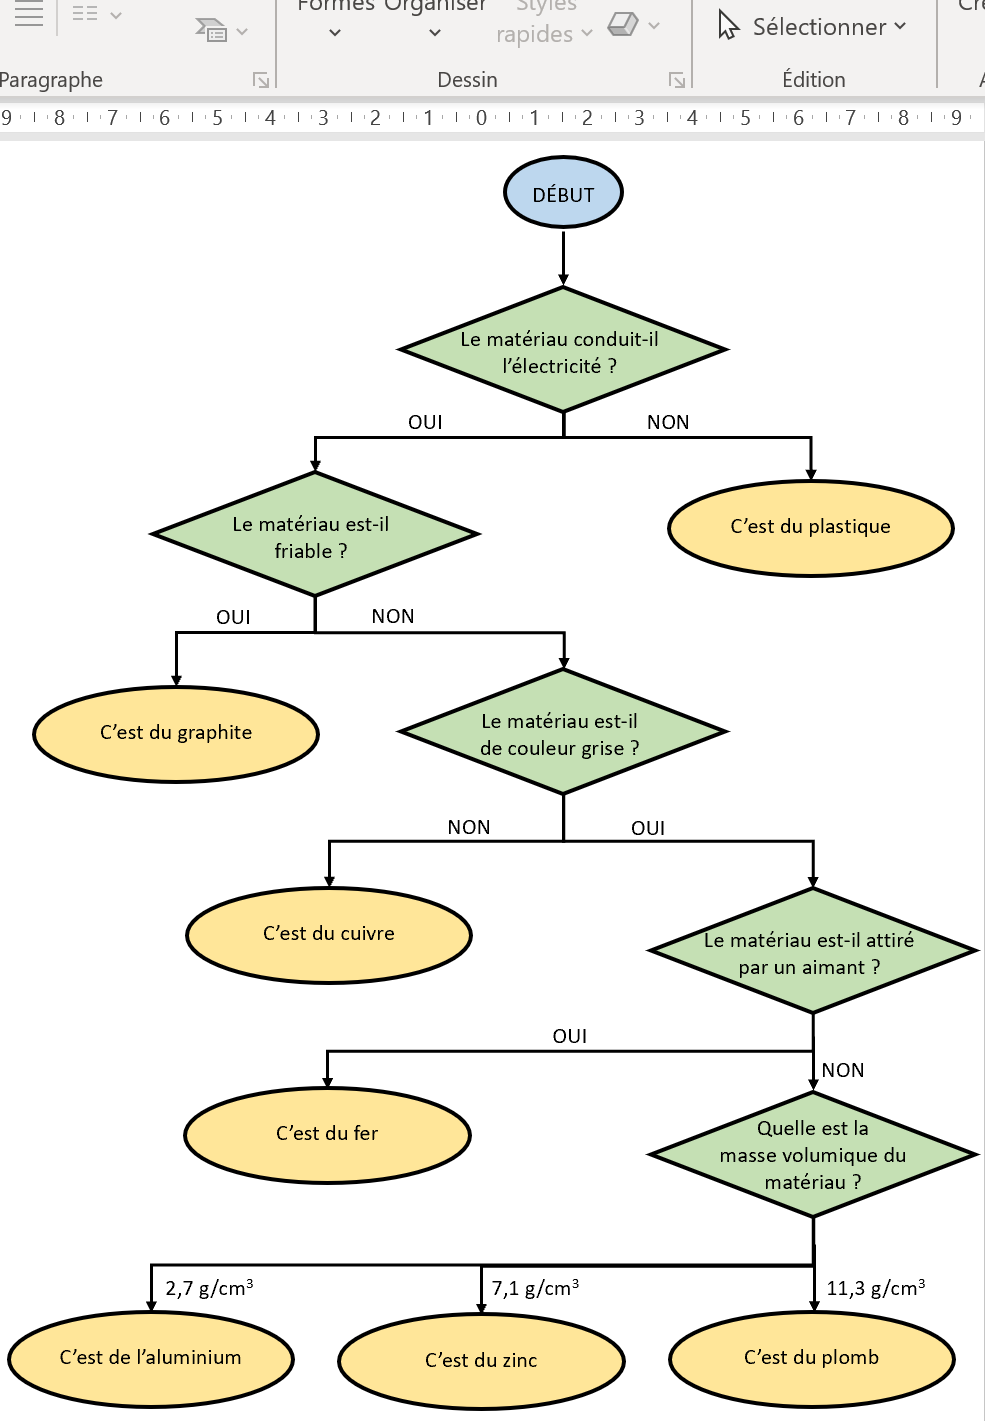 Formes Organiser
Styles
rapides
Sélectionner
Paragraphe
Dessin
Édition
9 8 7 6 5 4 3 2 1 0 1 2 3 4 5 6 7 8 9
DÉBUT
Le matériau conduit-il
l’électricité ?
OUI
NON
Le matériau est-il
friable ?
C’est du plastique
OUI
NON
C’est du graphite
Le matériau est-il
de couleur grise ?
NON
OUI
C’est du cuivre
Le matériau est-il attiré
par un aimant ?
OUI
NON
C’est du fer
Quelle est la
masse volumique du
matériau ?
2,7 g/cm³
7,1 g/cm³
11,3 g/cm³
C’est de l’aluminium
C’est du zinc
C’est du plomb